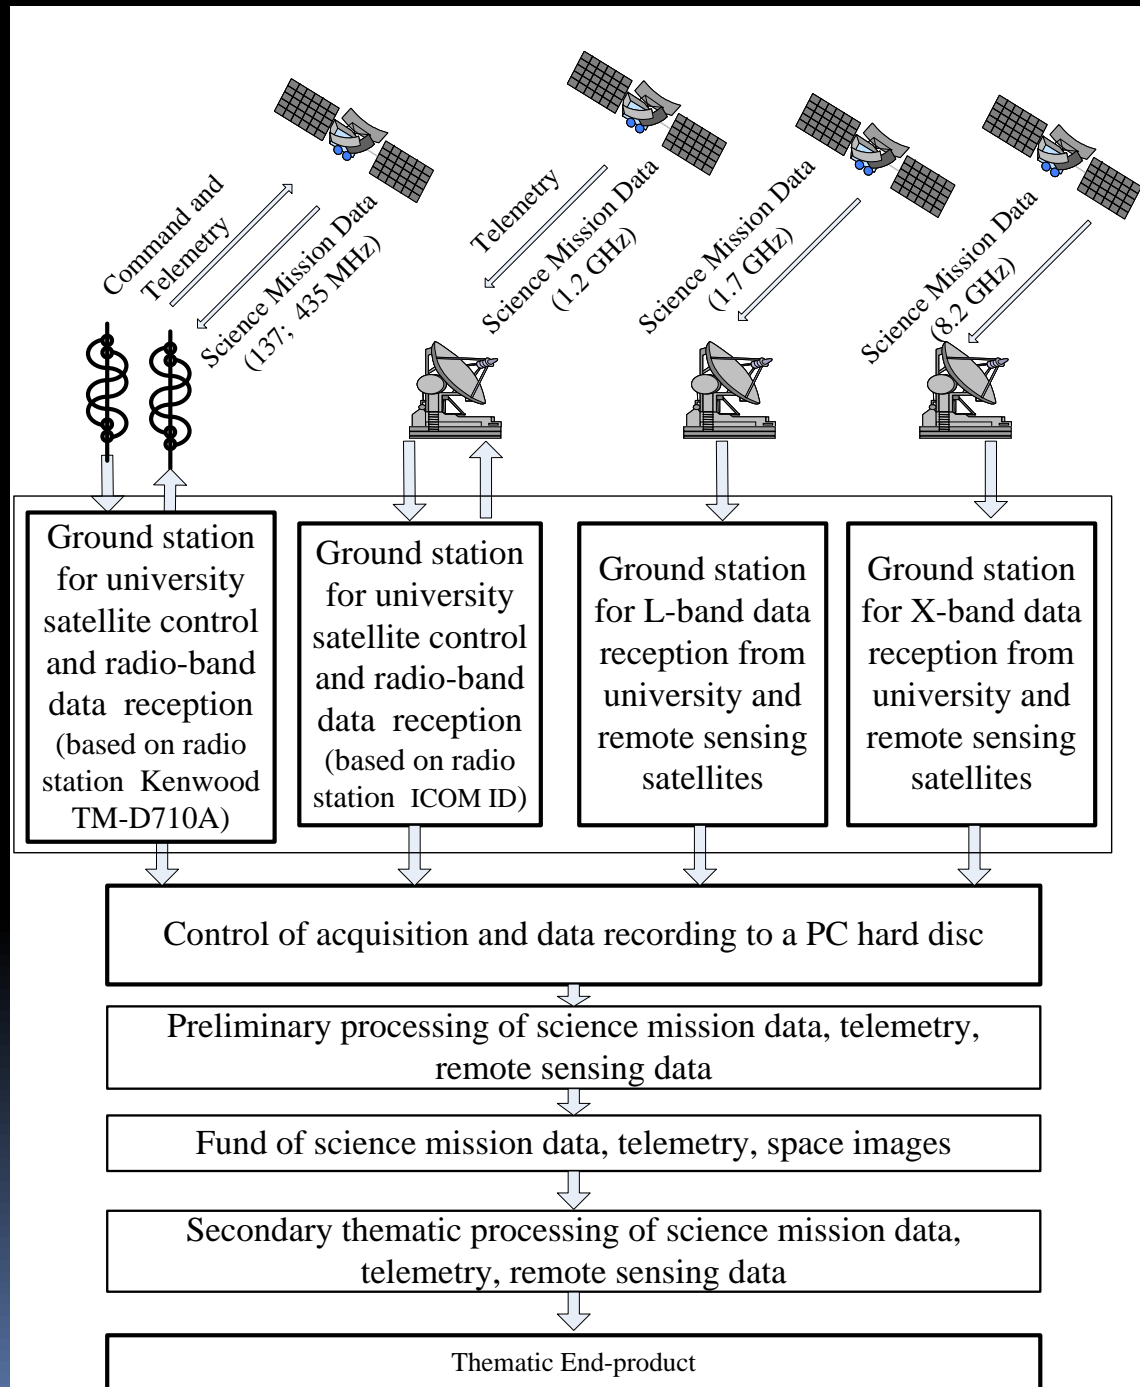 Command and
Telemetry
Science Mission Data
(137;  435 MHz)
Telemetry
Science Mission Data
(1.2 GHz)
Science Mission Data
(1.7 GHz)
Science Mission Data
(8.2 GHz)
Ground station
for university
satellite control
and radio-band
data  reception
(based on radio
station  Kenwood
TM-D710A)
Ground station
for university
satellite control
and radio-band
data  reception
(based on radio
station  ICOM ID)
Ground station
for L-band data
reception from
university and
remote sensing
satellites
Ground station
for X-band data
reception from
university and
remote sensing
satellites
Control of acquisition and data recording to a PC hard disc
Preliminary processing of science mission data, telemetry,
remote sensing data
Fund of science mission data, telemetry, space images
Secondary thematic processing of science mission data,
telemetry, remote sensing data
Thematic End-product